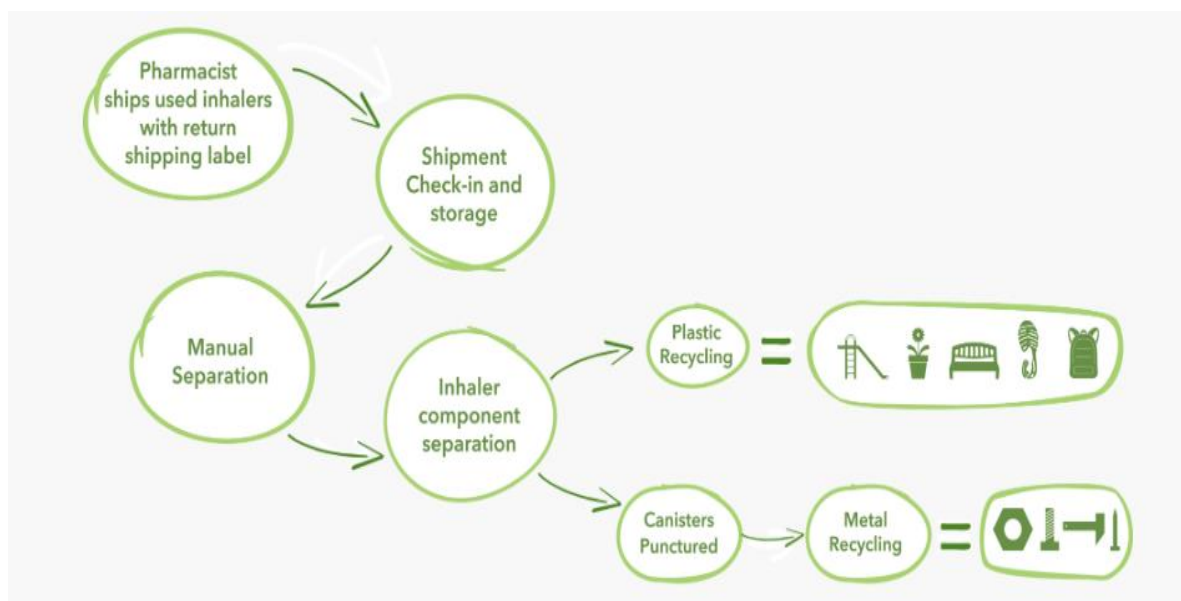 Pharmacist
ships used inhalers
with return
shipping label
Shipment
Check-in and
storage
Manual
Separation
Inhaler
component
separation
Plastic
Recycling
=
Canisters
Punctured
Metal
Recycling
=